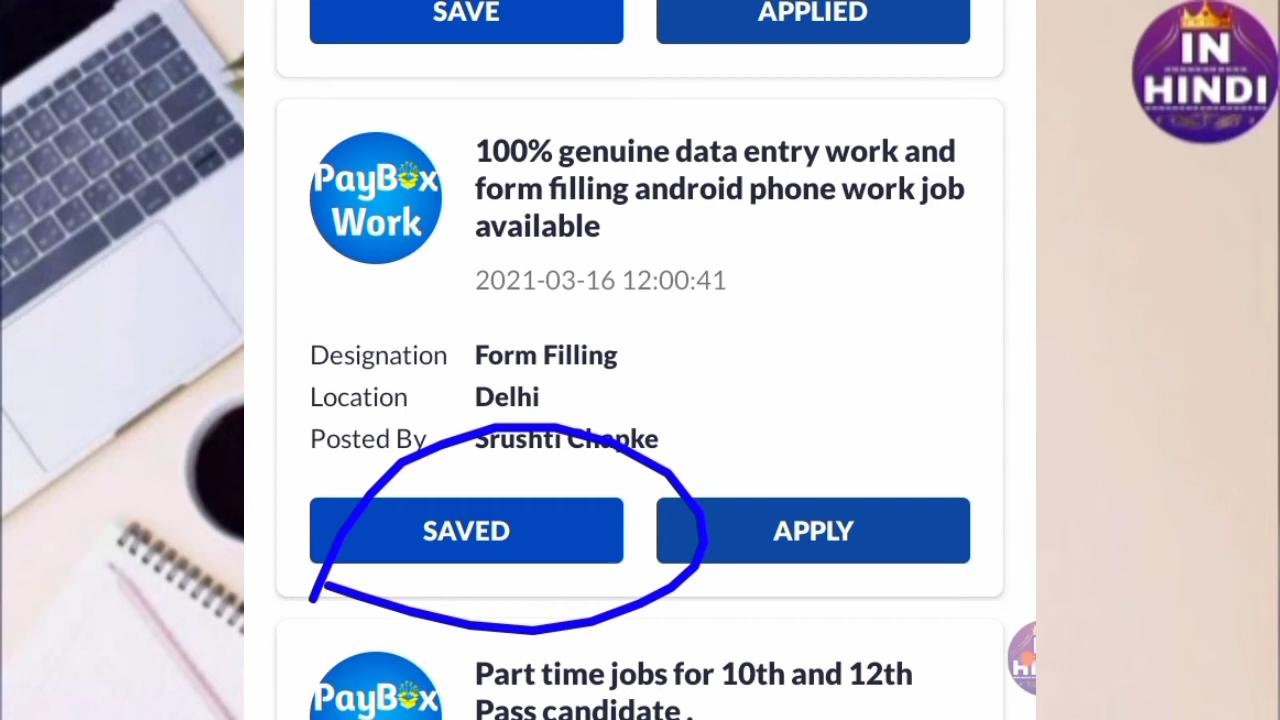 SAVE
APPLIED
IN
HINDI
PayBox
Work
100% genuine data entry work and
form filling android phone work job
available
2021-03-16 12:00:41
Designation Form Filling
Location Delhi
Posted By Srushti Chapke
SAVED
APPLY
PayBox
Part time jobs for 10th and 12th
Pass candidate .